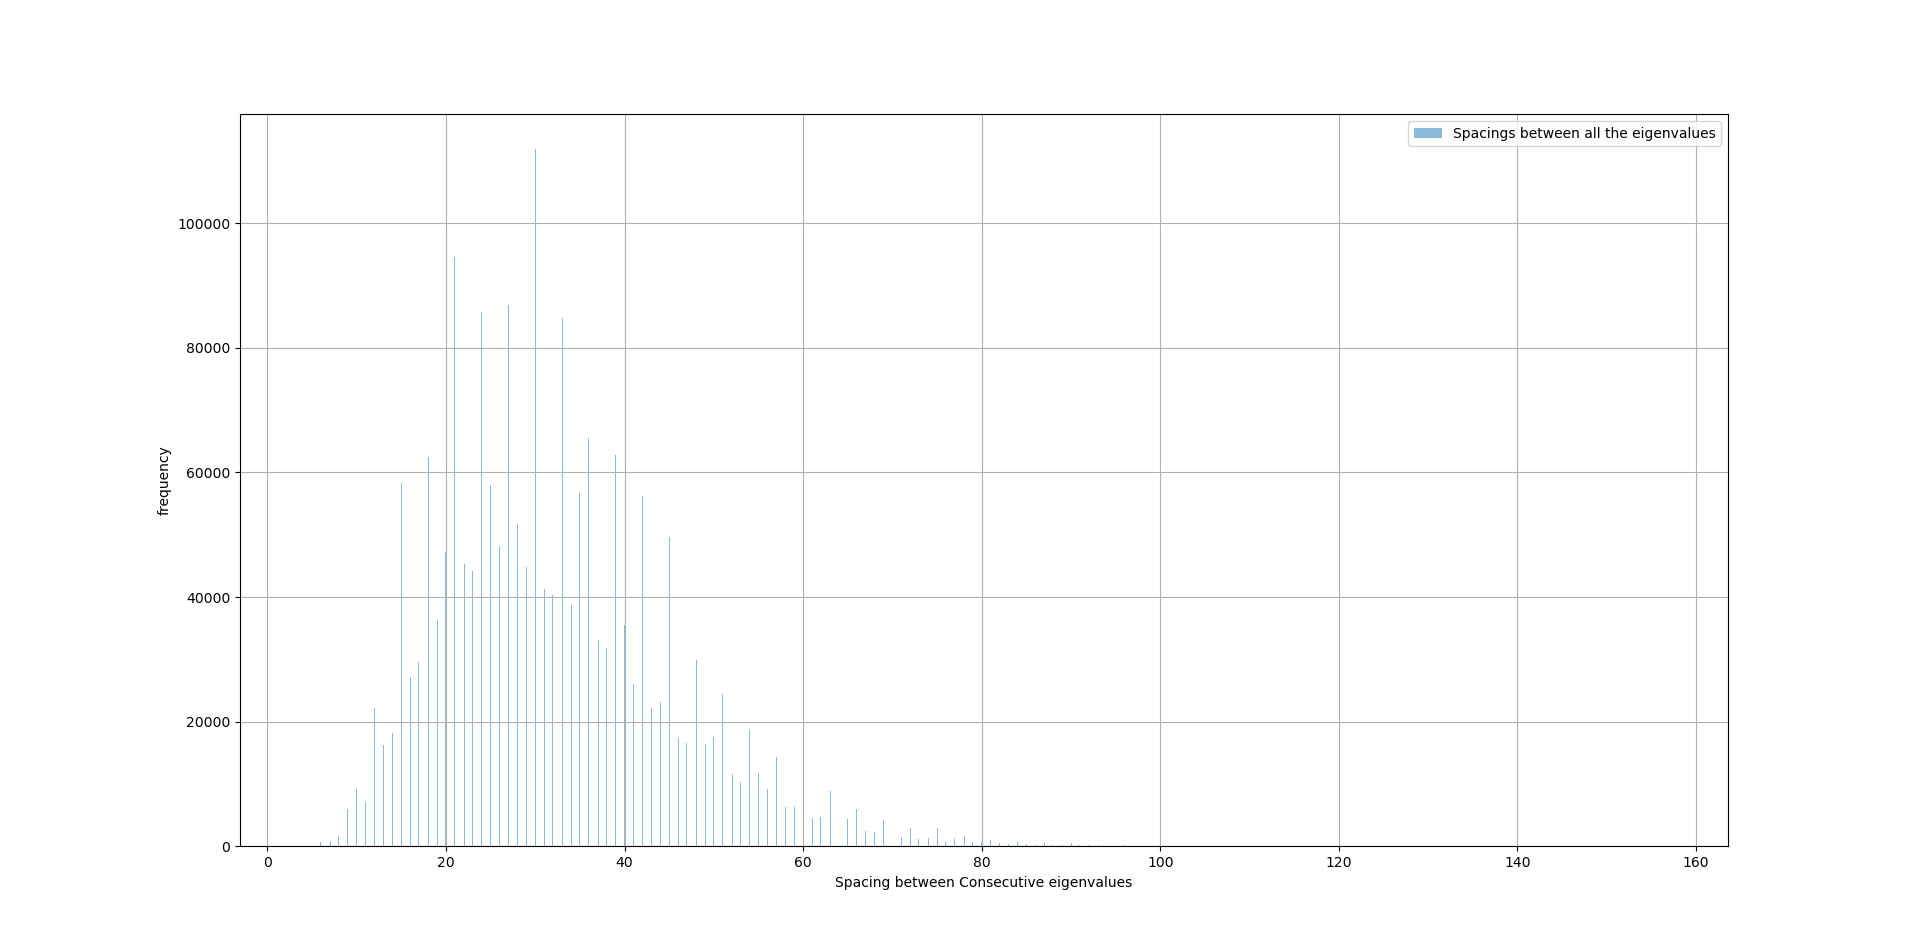 Spacings between all the eigenvalues
100000
80000
60000
40000
20000
0
frequency
0 20 40 60 80 100 120 140 160
Spacing between Consecutive eigenvalues